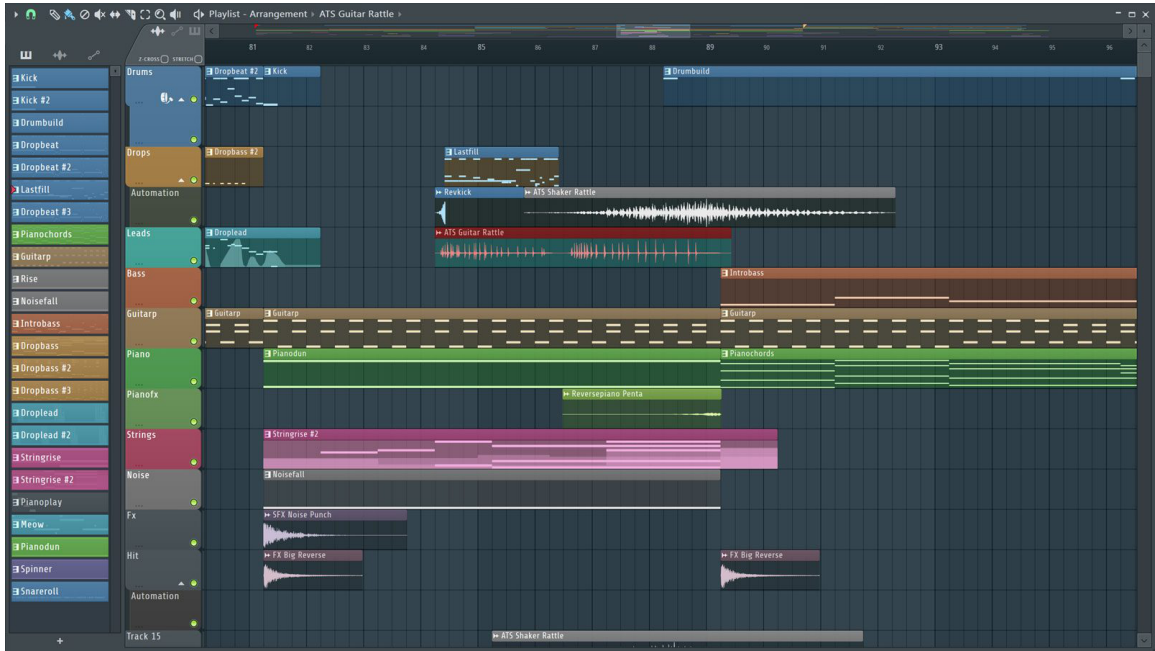 Playlist - Arrangement › ATS Guitar Rattle ›
Z-CROSS STRETCH
81 82 83 84 85 86 87 88 89 90 91 92 93 94 95 96
Kick
Kick #2
Drumbuild
Dropbeat
Dropbeat #2
Lastfill
Dropbeat #3
Pianochords
Guitarp
Rise
Noisefall
Introbass
Dropbass
Dropbass #2
Dropbass #3
Droplead
Droplead #2
Stringrise
Stringrise #2
Pianoplay
Meow
Pianodun
Spinner
Snareroll
+
Drums Dropbeat #2 Kick Drumbuild
Drops Dropbass #2 Lastfill
Automation Revkick ATS Shaker Rattle
Leads Droplead ATS Guitar Rattle
Bass Introbass
Guitarp Guitarp Guitarp Guitarp
Piano Pianodun Pianochords
Pianofx Reversepiano Penta
Strings Stringrise #2
Noise Noisefall
Fx SFX Noise Punch
Hit FX Big Reverse FX Big Reverse
Automation
Track 15 ATS Shaker Rattle